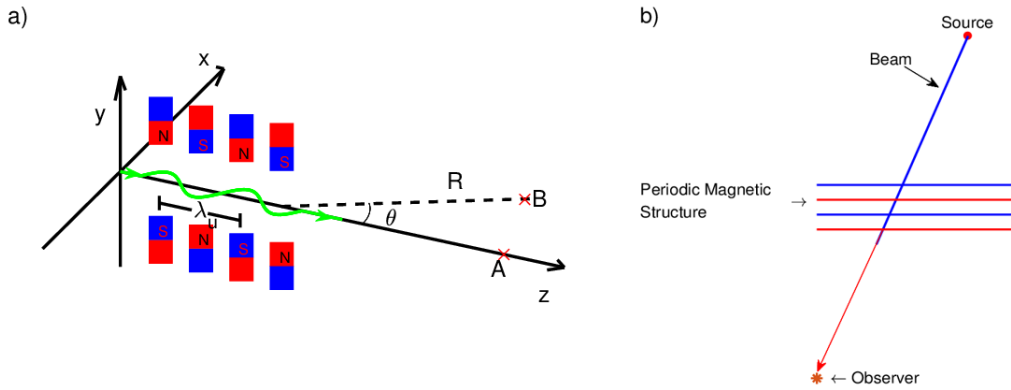 a)
b)
Source
x
Beam
y
N
S
N
S
R
B
θ
λu
Periodic Magnetic
Structure →
S
N
S
N
A
z
← Observer